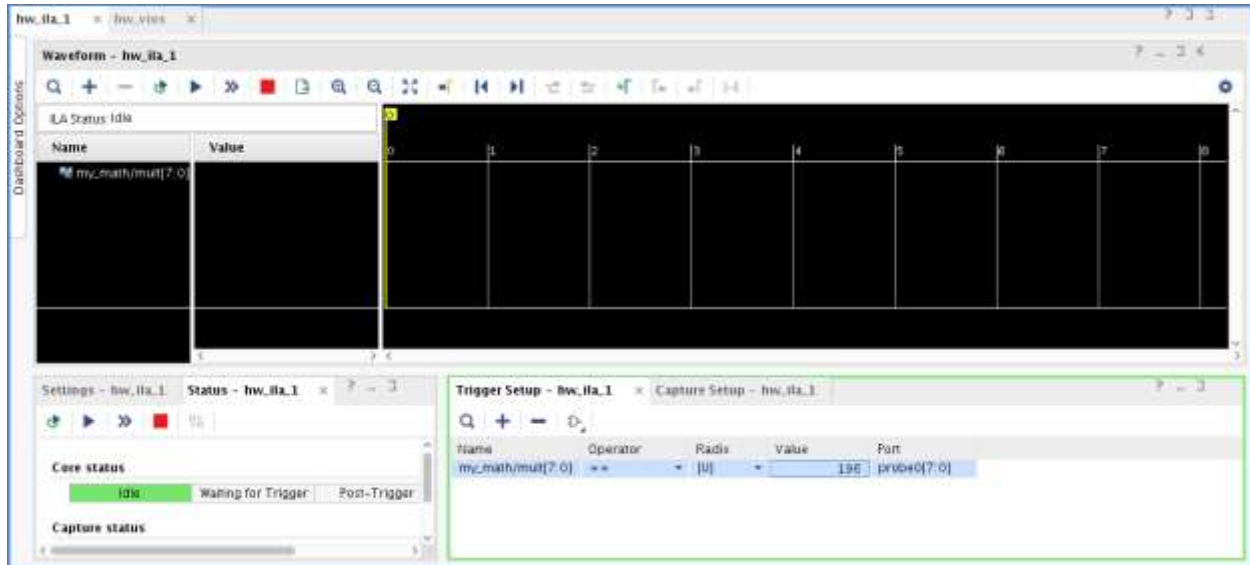 hw_ila_1 × hw_vios ×
Waveform - hw_ila_1
Dashboard Options
ILA Status: Idle
Name Value
0 1 2 3 4 5 6 7 8
my_math/mult[7:0]
Settings - hw_ila_1 Status - hw_ila_1 ×
Core status
Idle Waiting for Trigger Post-Trigger
Capture status
Trigger Setup - hw_ila_1 × Capture Setup - hw_ila_1
Name Operator Radix Value Port
my_math/mult[7:0] == [U] 196 probe0[7:0]